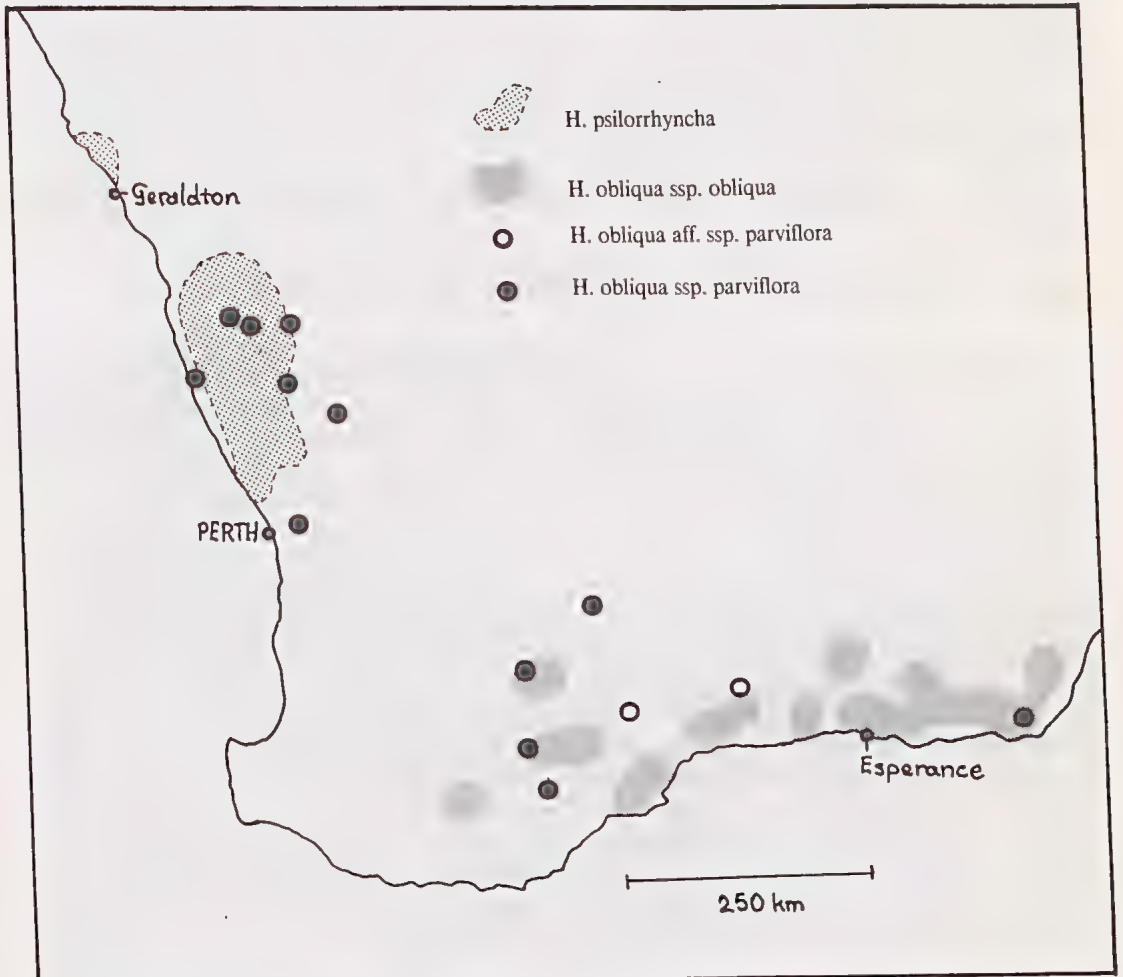 H. psilorrhyncha
H. obliqua ssp. obliqua
Geraldton
H. obliqua aff. ssp. parviflora
H. obliqua ssp. parviflora
PERTH
Esperance
250 km